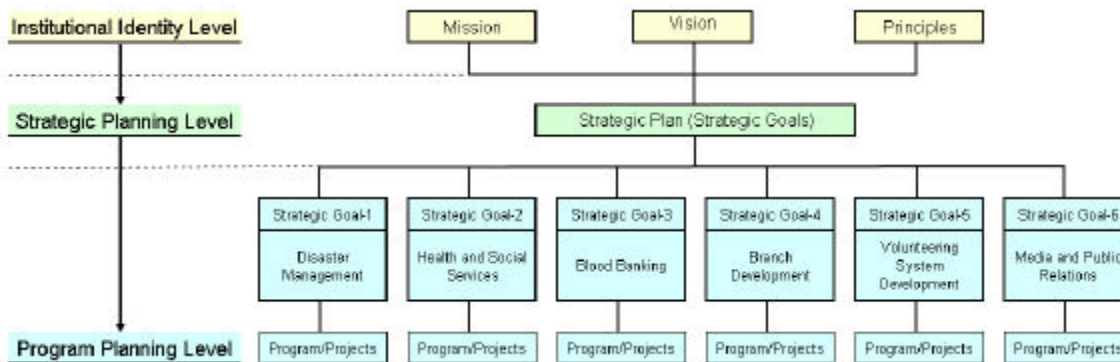 Institutional Identity Level
Mission
Vision
Principles
Strategic Planning Level
Strategic Plan (Strategic Goals)
Strategic Goal-1
Strategic Goal-2
Strategic Goal-3
Strategic Goal-4
Strategic Goal-5
Strategic Goal-6
Disaster
Management
Health and Social
Services
Blood Banking
Branch
Development
Volunteering
System
Development
Media and Public
Relations
Program Planning Level
Program/Projects
Program/Projects
Program/Projects
Program/Projects
Program/Projects
Program/Projects